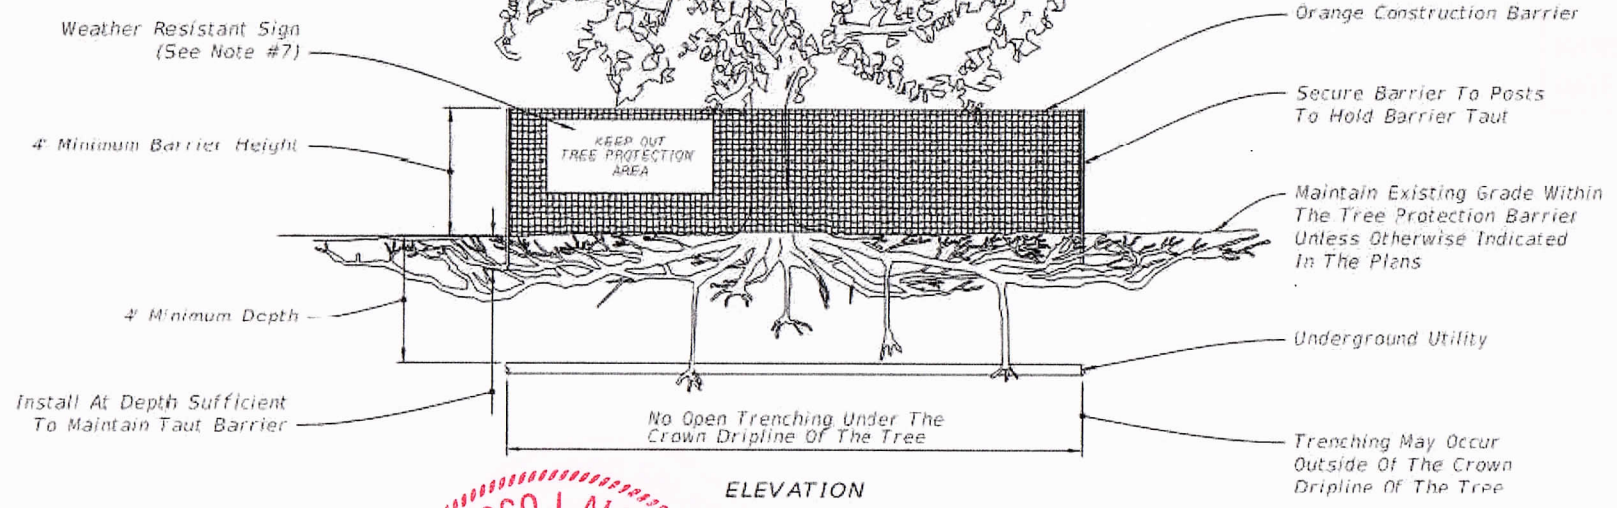 Weather Resistant Sign
(See Note #7)
4' Minimum Barrier Height
4' Minimum Depth
Install At Depth Sufficient
To Maintain Taut Barrier
KEEP OUT
TREE PROTECTION
AREA
No Open Trenching Under The
Crown Dripline Of The Tree
ELEVATION
Orange Construction Barrier
Secure Barrier To Posts
To Hold Barrier Taut
Maintain Existing Grade Within
The Tree Protection Barrier
Unless Otherwise Indicated
In The Plans
Underground Utility
Trenching May Occur
Outside Of The Crown
Dripline Of The Tree